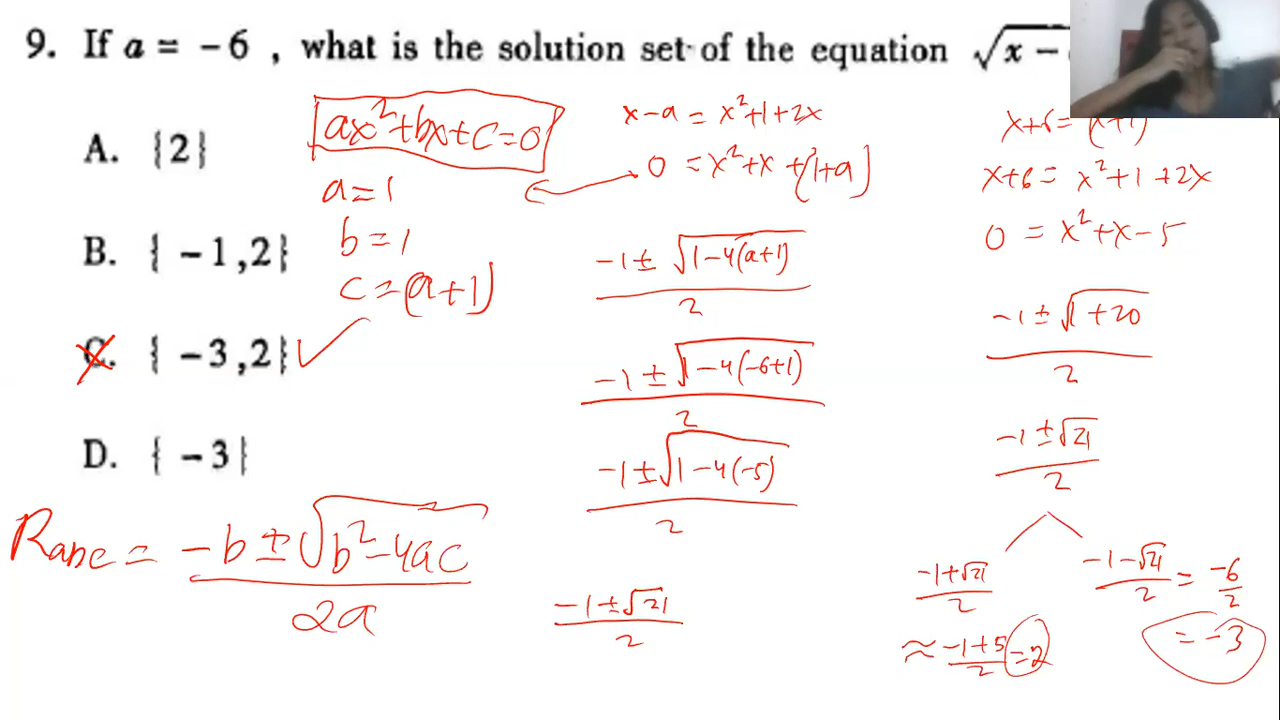 9. If a = −6 , what is the solution set of the equation √x −
A. {2}
B. { −1,2}
C. { −3,2} ✓
D. { −3}
ax²+bx+c=0
a=1
b=1
c=(a+1)
R abc = −b±√b²−4ac / 2a
x−a = x²+1+2x
0 = x²+x+(1+a)
−1±√1−4(a+1) / 2
−1±√1−4(−6+1) / 2
−1±√1−4(−5) / 2
−1±√21 / 2
x+6= (x+1)
x+6= x²+1+2x
0 = x²+x−5
−1±√1+20 / 2
−1±√21 / 2
−1+√21 / 2
≈ −1+5 / 2 =2
−1−√21 / 2 = −6 / 2
= −3